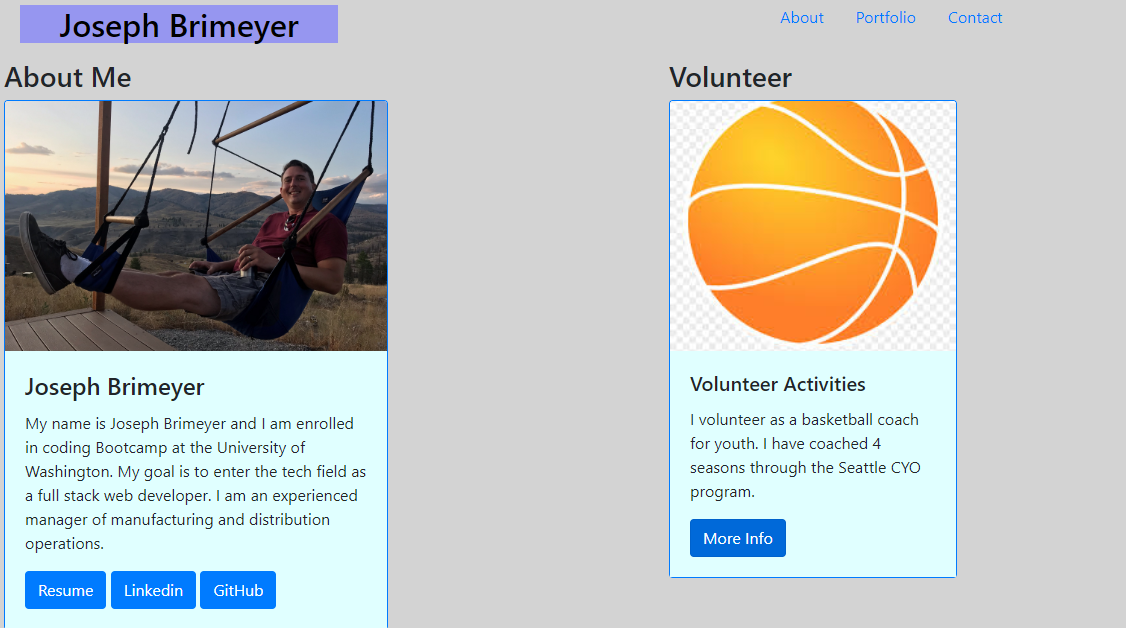 Joseph Brimeyer
About Portfolio Contact
About Me
Joseph Brimeyer
My name is Joseph Brimeyer and I am enrolled
in coding Bootcamp at the University of
Washington. My goal is to enter the tech field as
a full stack web developer. I am an experienced
manager of manufacturing and distribution
operations.
Resume Linkedin GitHub
Volunteer
Volunteer Activities
I volunteer as a basketball coach
for youth. I have coached 4
seasons through the Seattle CYO
program.
More Info